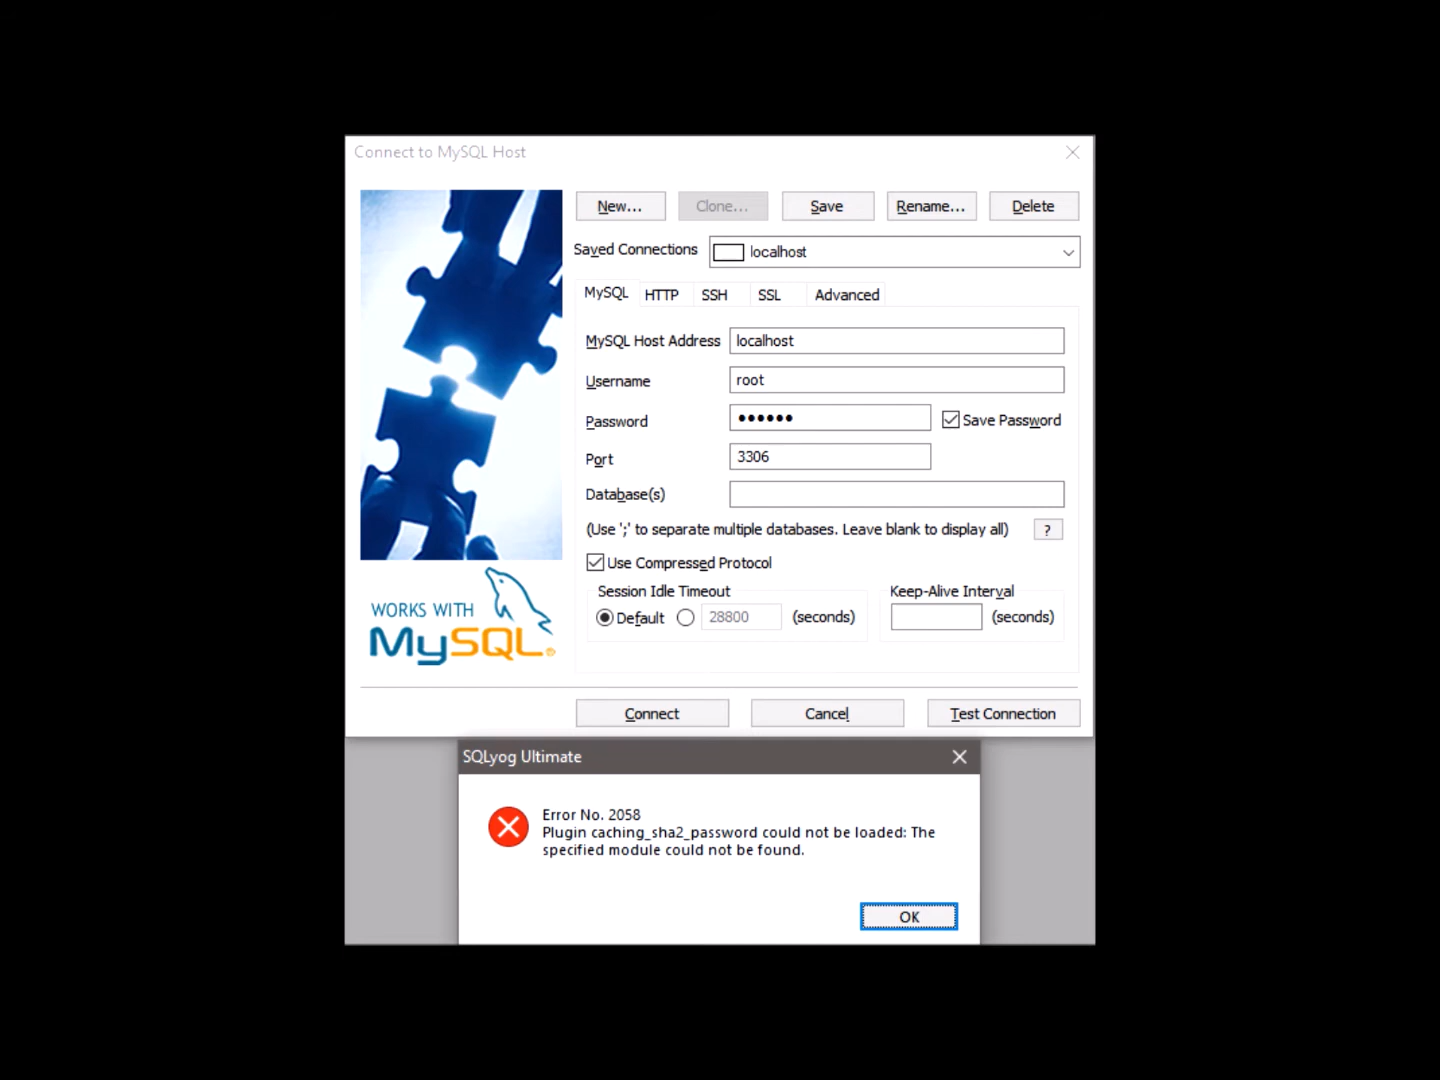 Connect to MySQL Host
New... Clone... Save Rename... Delete
Saved Connections localhost
MySQL HTTP SSH SSL Advanced
MySQL Host Address localhost
Username root
Password •••••• Save Password
Port 3306
Database(s)
(Use ';' to separate multiple databases. Leave blank to display all) ?
Use Compressed Protocol
Session Idle Timeout Keep-Alive Interval
Default 28800 (seconds) (seconds)
WORKS WITH
MySQL®
Connect Cancel Test Connection
SQLyog Ultimate
Error No. 2058
Plugin caching_sha2_password could not be loaded: The
specified module could not be found.
OK